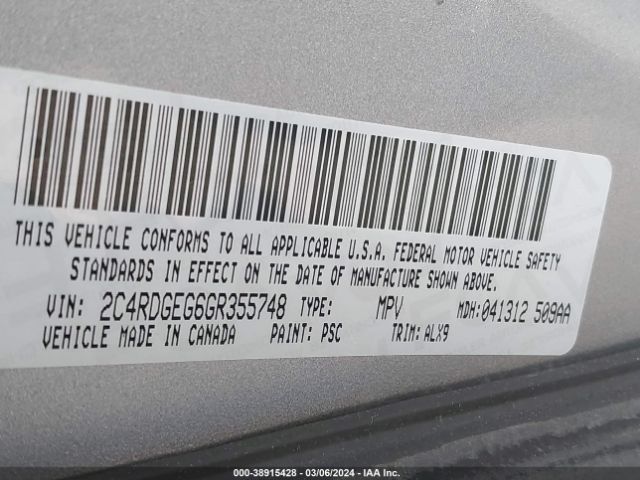 THIS VEHICLE CONFORMS TO ALL APPLICABLE U.S.A. FEDERAL MOTOR VEHICLE SAFETY
STANDARDS IN EFFECT ON THE DATE OF MANUFACTURE SHOWN ABOVE.
VIN: 2C4RDGEG6GR355748 TYPE: MPV MDH:041312 509AA
VEHICLE MADE IN CANADA PAINT: PSC TRIM:ALX9
000-38915428 — 03/06/2024 — IAA Inc.